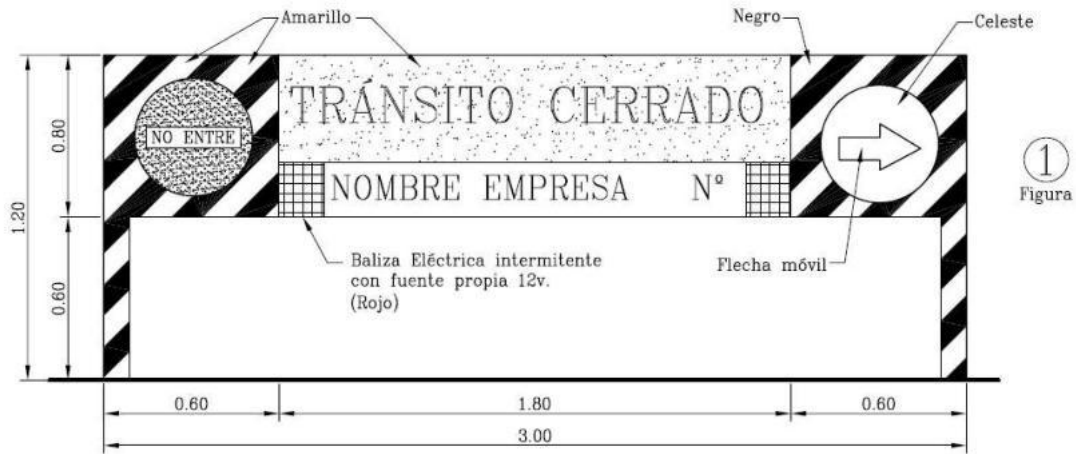 Amarillo
Negro
Celeste
TRÁNSITO CERRADO
NO ENTRE
NOMBRE EMPRESA Nº
1
Figura
Baliza Eléctrica intermitente
con fuente propia 12v.
(Rojo)
Flecha móvil
0.80
1.20
0.60
0.60
1.80
0.60
3.00